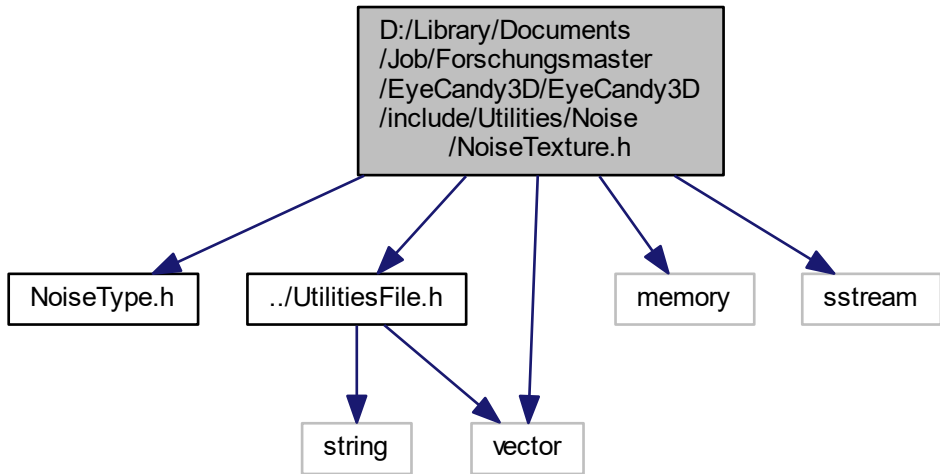 D:/Library/Documents
/Job/Forschungsmaster
/EyeCandy3D/EyeCandy3D
/include/Utilities/Noise
/NoiseTexture.h
NoiseType.h
../UtilitiesFile.h
memory
sstream
string
vector